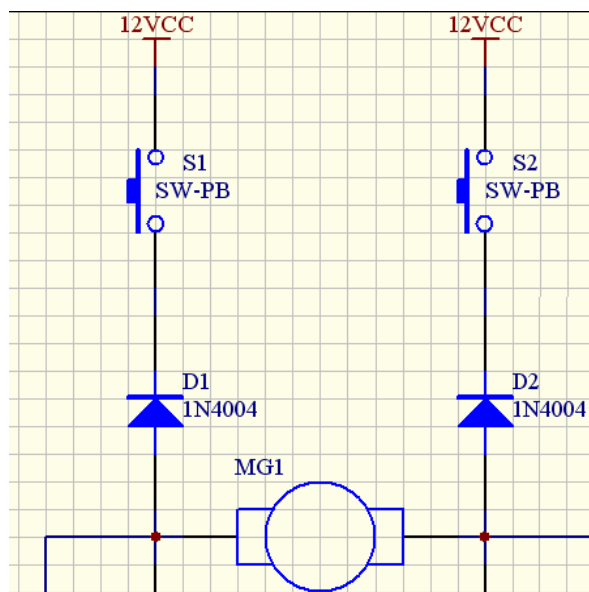 12VCC 12VCC
S1 S2
SW-PB SW-PB
D1 D2
1N4004 1N4004
MG1